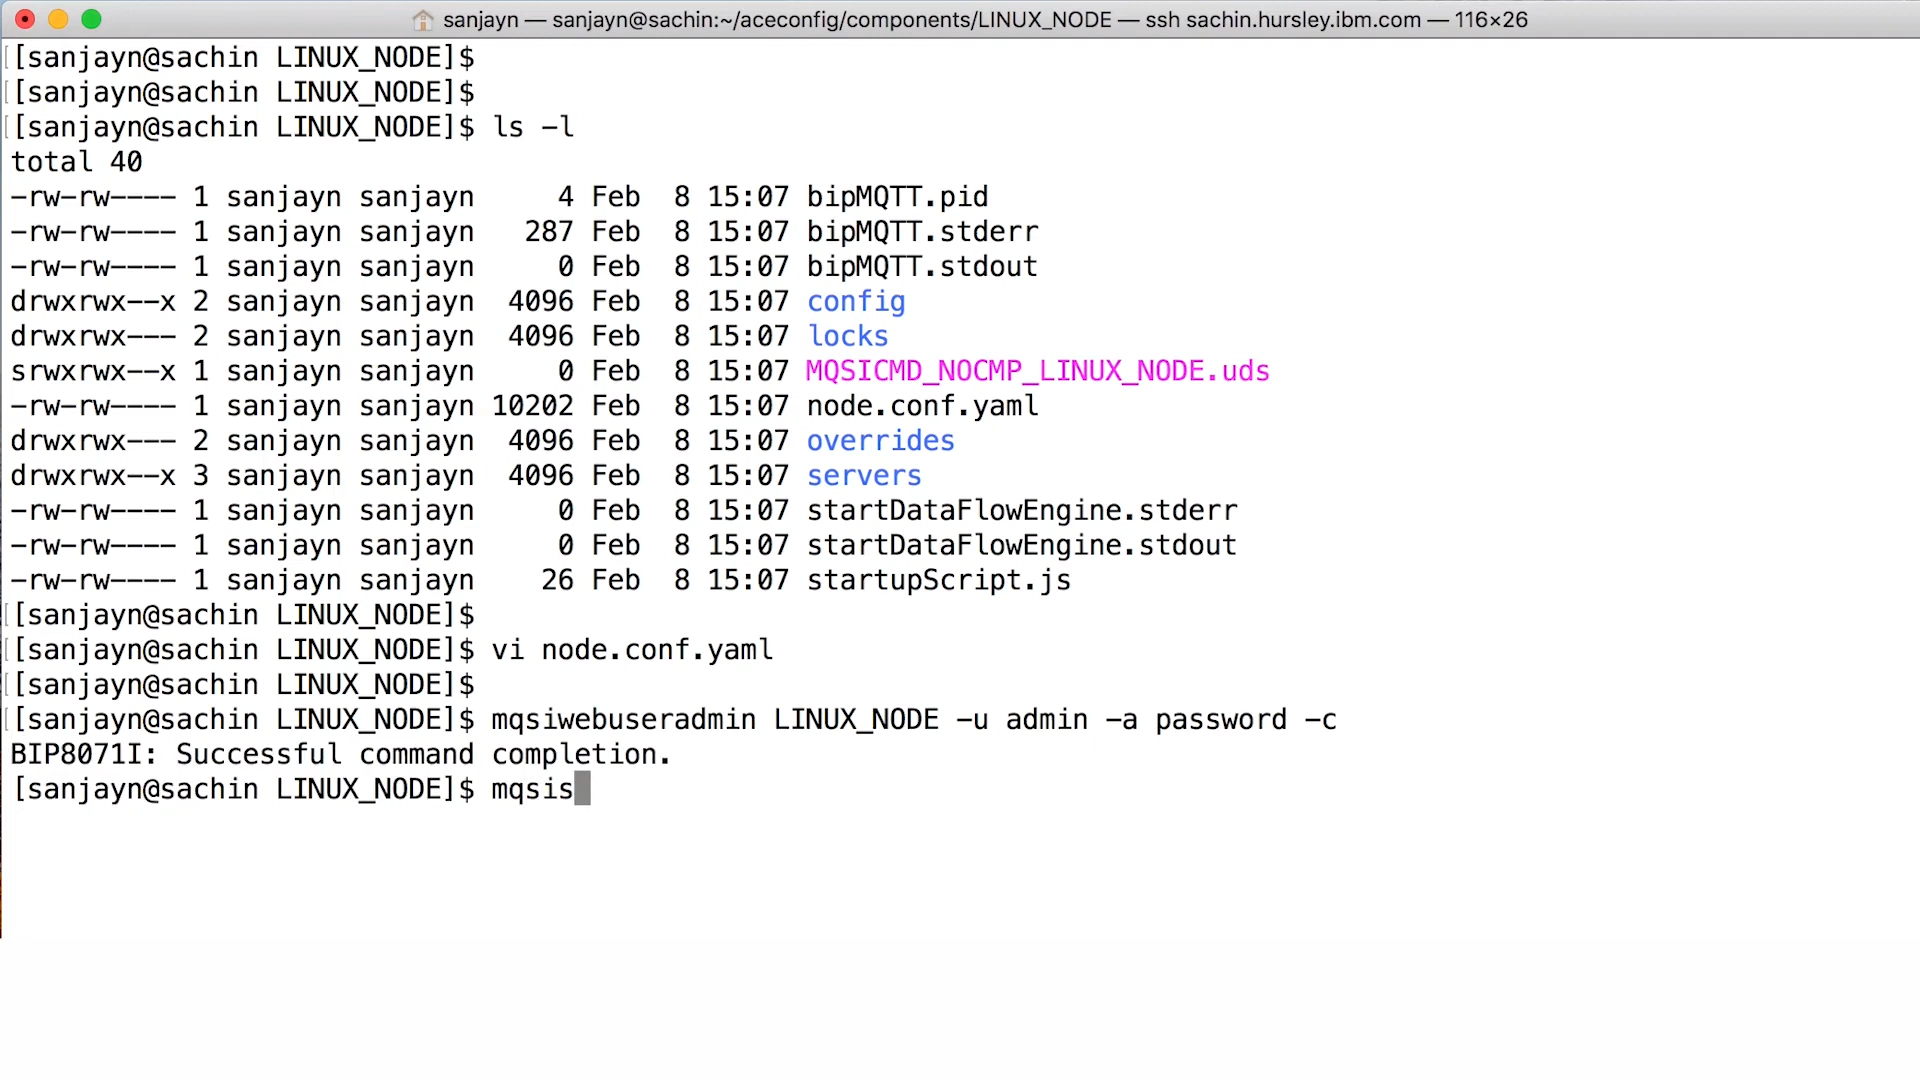 sanjayn — sanjayn@sachin:~/aceconfig/components/LINUX_NODE — ssh sachin.hursley.ibm.com — 116×26
[[sanjayn@sachin LINUX_NODE]$
[[sanjayn@sachin LINUX_NODE]$
[[sanjayn@sachin LINUX_NODE]$ ls -l
total 40
-rw-rw---- 1 sanjayn sanjayn     4 Feb  8 15:07 bipMQTT.pid
-rw-rw---- 1 sanjayn sanjayn   287 Feb  8 15:07 bipMQTT.stderr
-rw-rw---- 1 sanjayn sanjayn     0 Feb  8 15:07 bipMQTT.stdout
drwxrwx--x 2 sanjayn sanjayn  4096 Feb  8 15:07 config
drwxrwx--- 2 sanjayn sanjayn  4096 Feb  8 15:07 locks
srwxrwx--x 1 sanjayn sanjayn     0 Feb  8 15:07 MQSICMD_NOCMP_LINUX_NODE.uds
-rw-rw---- 1 sanjayn sanjayn 10202 Feb  8 15:07 node.conf.yaml
drwxrwx--- 2 sanjayn sanjayn  4096 Feb  8 15:07 overrides
drwxrwx--x 3 sanjayn sanjayn  4096 Feb  8 15:07 servers
-rw-rw---- 1 sanjayn sanjayn     0 Feb  8 15:07 startDataFlowEngine.stderr
-rw-rw---- 1 sanjayn sanjayn     0 Feb  8 15:07 startDataFlowEngine.stdout
-rw-rw---- 1 sanjayn sanjayn    26 Feb  8 15:07 startupScript.js
[[sanjayn@sachin LINUX_NODE]$
[[sanjayn@sachin LINUX_NODE]$ vi node.conf.yaml
[[sanjayn@sachin LINUX_NODE]$
[[sanjayn@sachin LINUX_NODE]$ mqsiwebuseradmin LINUX_NODE -u admin -a password -c
BIP8071I: Successful command completion.
[sanjayn@sachin LINUX_NODE]$ mqsis